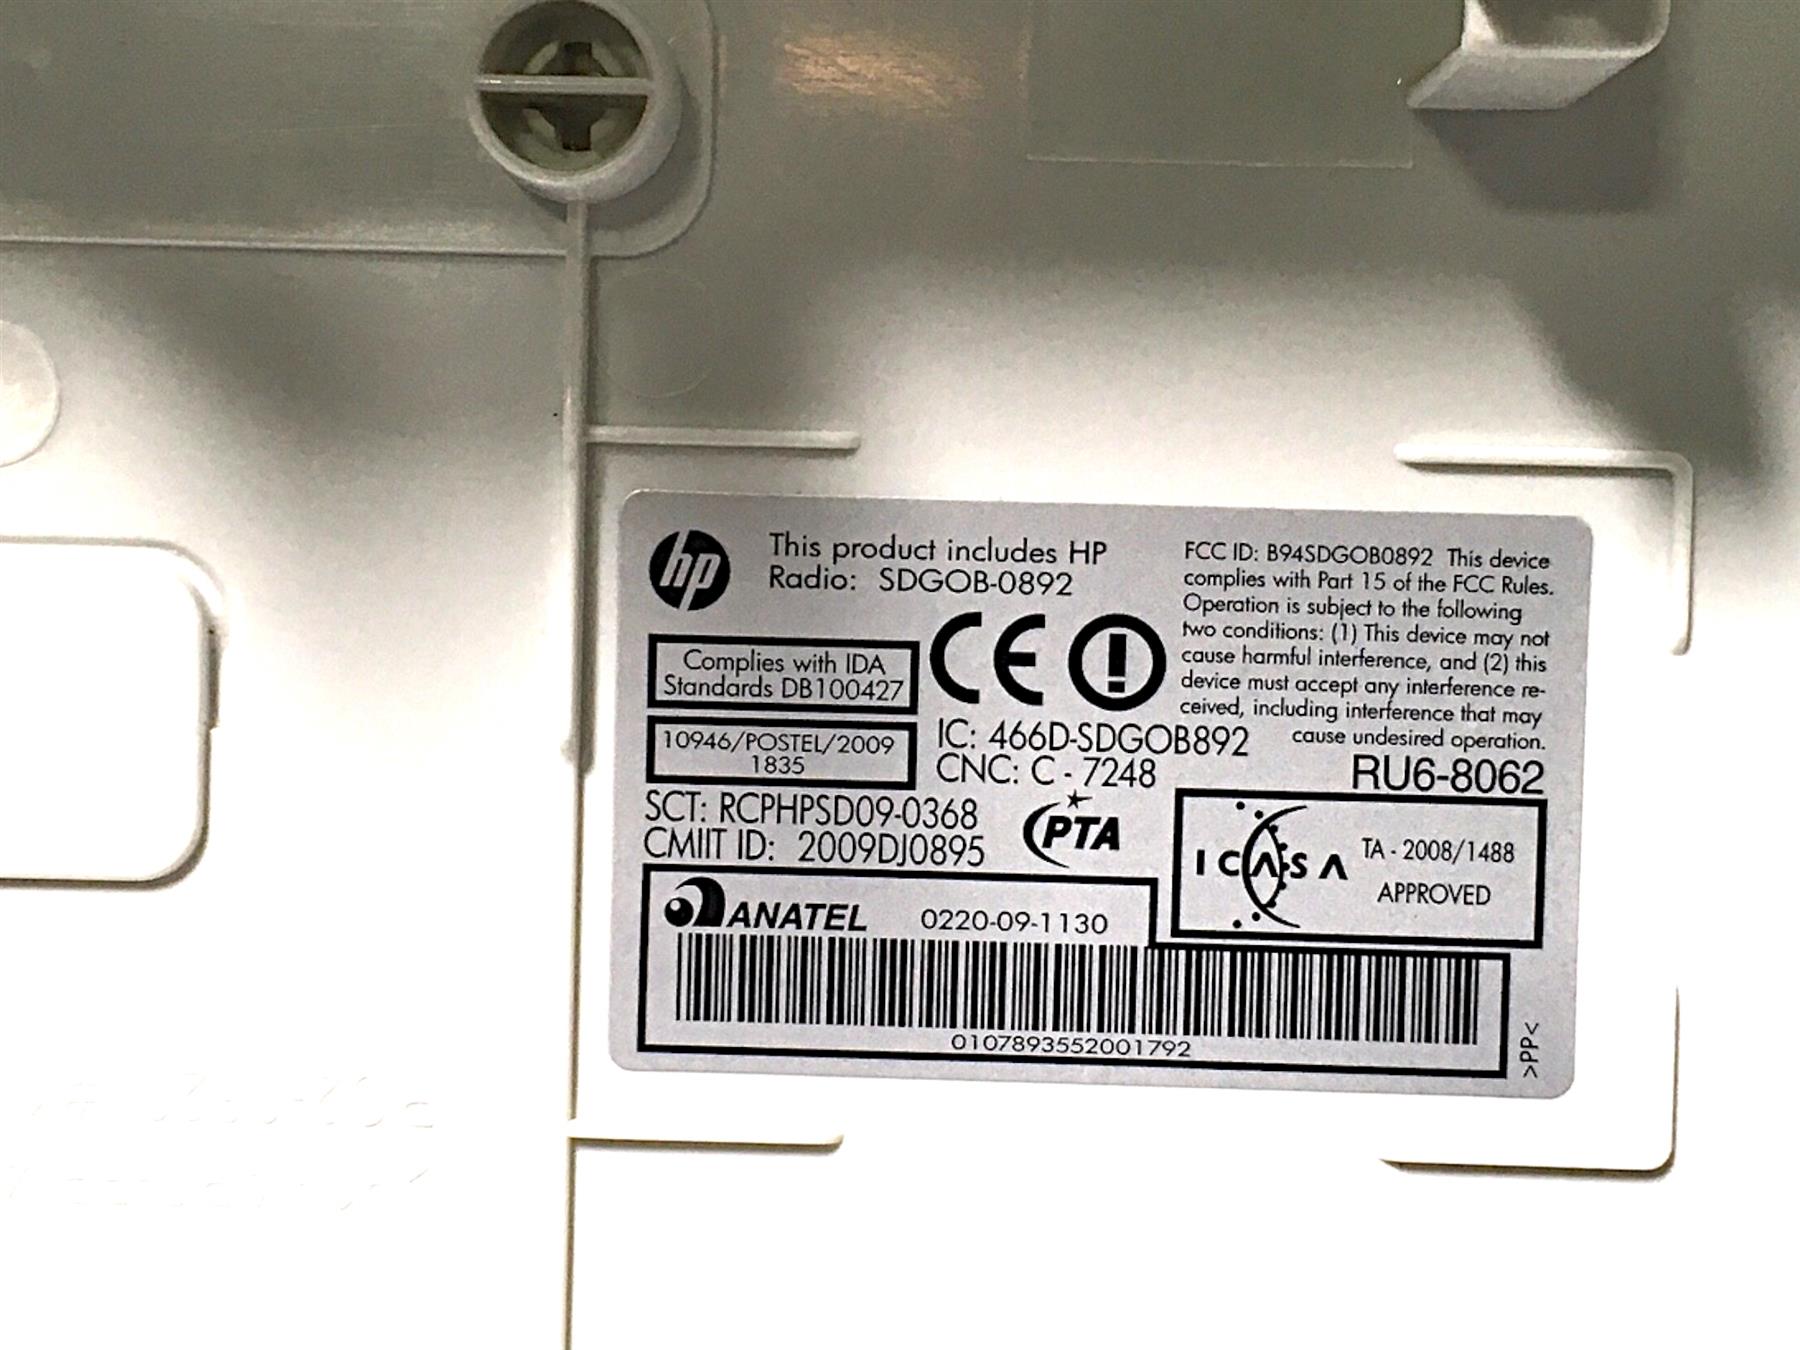 hp
This product includes HP
Radio: SDGOB-0892
FCC ID: B94SDGOB0892 This device
complies with Part 15 of the FCC Rules.
Operation is subject to the following
two conditions: (1) This device may not
cause harmful interference, and (2) this
device must accept any interference re-
ceived, including interference that may
cause undesired operation.
Complies with IDA
Standards DB100427
CE
10946/POSTEL/2009
1835
IC: 466D-SDGOB892
CNC: C - 7248
RU6-8062
SCT: RCPHPSD09-0368
CMIIT ID: 2009DJ0895
PTA
ICASA
TA - 2008/1488
APPROVED
ANATEL 0220-09-1130
0107893552001792
>PP<